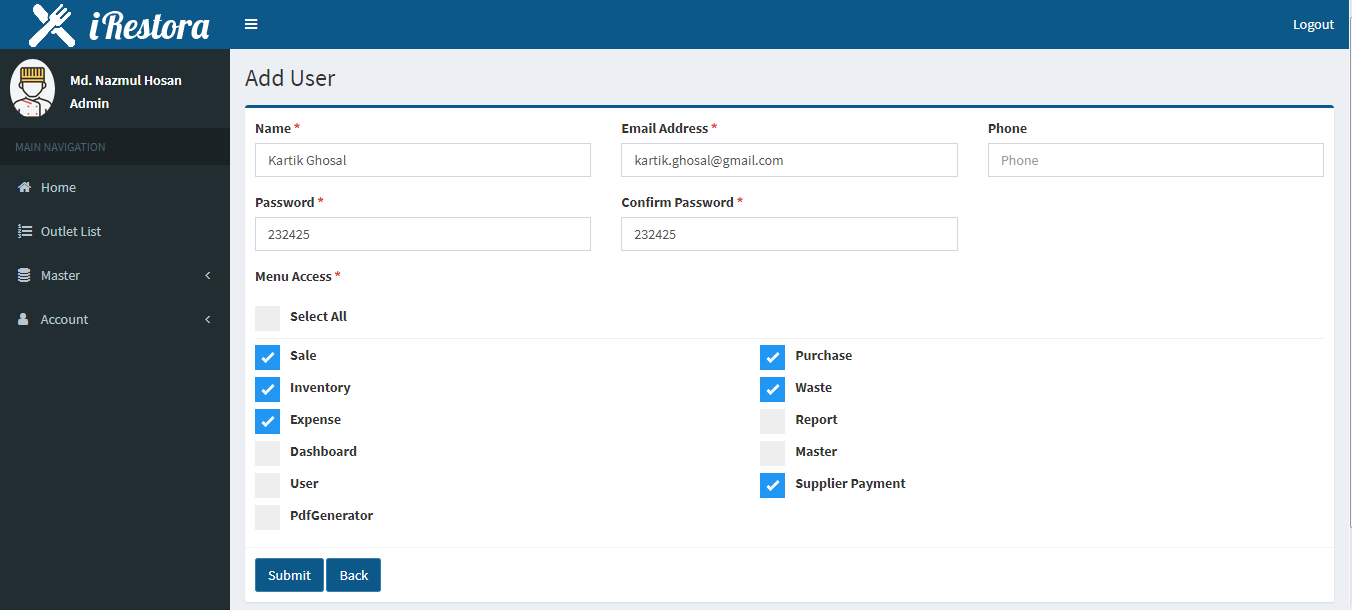 iRestora
Logout
Md. Nazmul Hosan
Admin
MAIN NAVIGATION
Home
Outlet List
Master
Account
Add User
Name * Email Address * Phone
Kartik Ghosal kartik.ghosal@gmail.com Phone
Password * Confirm Password *
232425 232425
Menu Access *
Select All
Sale Purchase
Inventory Waste
Expense Report
Dashboard Master
User Supplier Payment
PdfGenerator
Submit Back